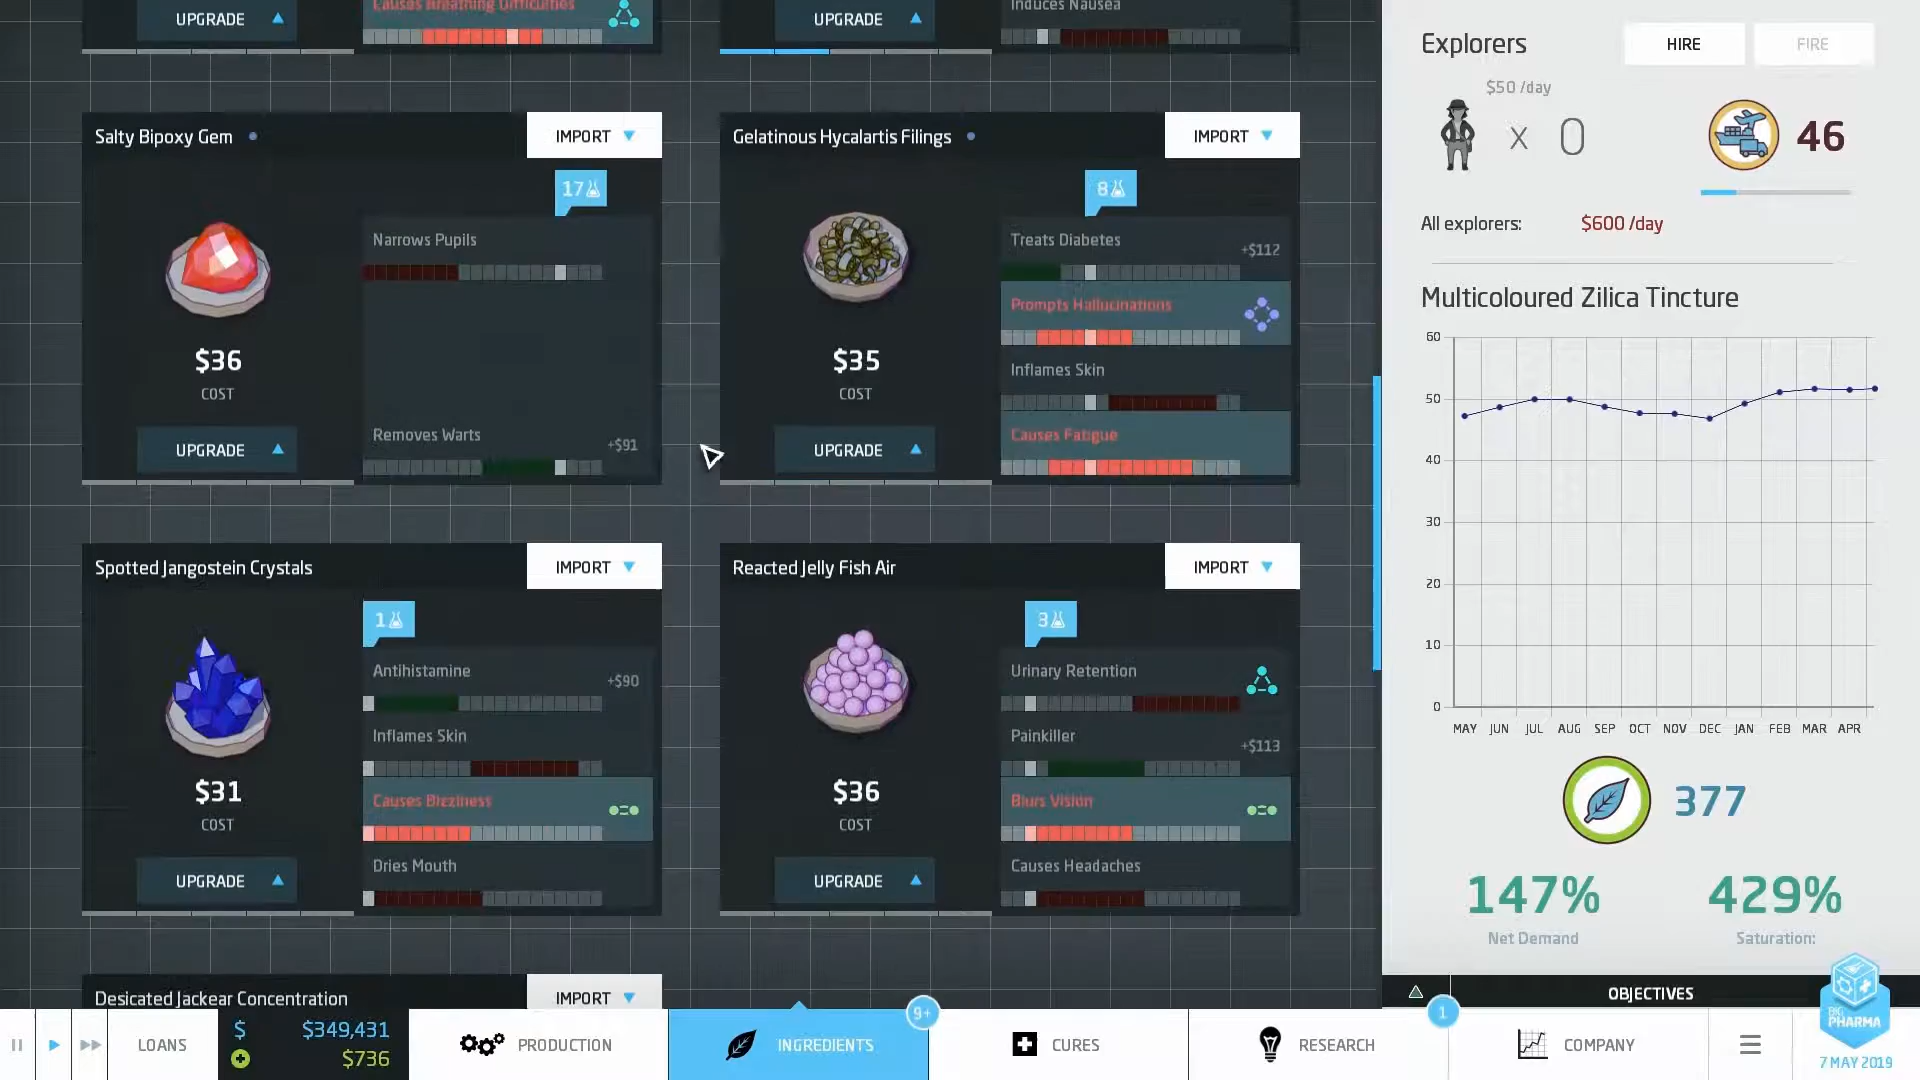 UPGRADE
Causes Breathing Difficulties
UPGRADE
Induces Nausea
Salty Bipoxy Gem
IMPORT
17
Narrows Pupils
$36
COST
Removes Warts
+$91
UPGRADE
Gelatinous Hycalartis Filings
IMPORT
8
Treats Diabetes
+$112
Prompts Hallucinations
Inflames Skin
$35
COST
Causes Fatigue
UPGRADE
Spotted Jangostein Crystals
IMPORT
1
Antihistamine
+$90
Inflames Skin
$31
COST
Causes Dizziness
Dries Mouth
UPGRADE
Reacted Jelly Fish Air
IMPORT
3
Urinary Retention
Painkiller
+$113
$36
COST
Blurs Vision
Causes Headaches
UPGRADE
Desicated Jackear Concentration
IMPORT
Explorers
HIRE
FIRE
$50 /day
X 0
46
All explorers: $600 /day
Multicoloured Zilica Tincture
60
50
40
30
20
10
0
MAY JUN JUL AUG SEP OCT NOV DEC JAN FEB MAR APR
377
147% 429%
Net Demand Saturation:
OBJECTIVES
LOANS
$ $349,431
$736
PRODUCTION
INGREDIENTS
9+
CURES
RESEARCH
1
COMPANY
BIG
PHARMA
7 MAY 2019